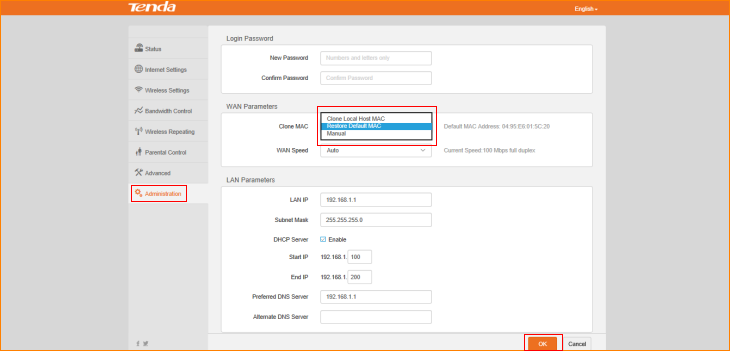 Tenda
English
Status
Internet Settings
Wireless Settings
Bandwidth Control
Wireless Repeating
Parental Control
Advanced
Administration
Login Password
New Password
Numbers and letters only
Confirm Password
Confirm Password
WAN Parameters
Clone MAC
Clone Local Host MAC
Restore Default MAC
Manual
Default MAC Address: 04:95:E6:01:5C:20
WAN Speed
Auto
Current Speed:100 Mbps full duplex
LAN Parameters
LAN IP
192.168.1.1
Subnet Mask
255.255.255.0
DHCP Server
Enable
Start IP
192.168.1. 100
End IP
192.168.1. 200
Preferred DNS Server
192.168.1.1
Alternate DNS Server
OK
Cancel